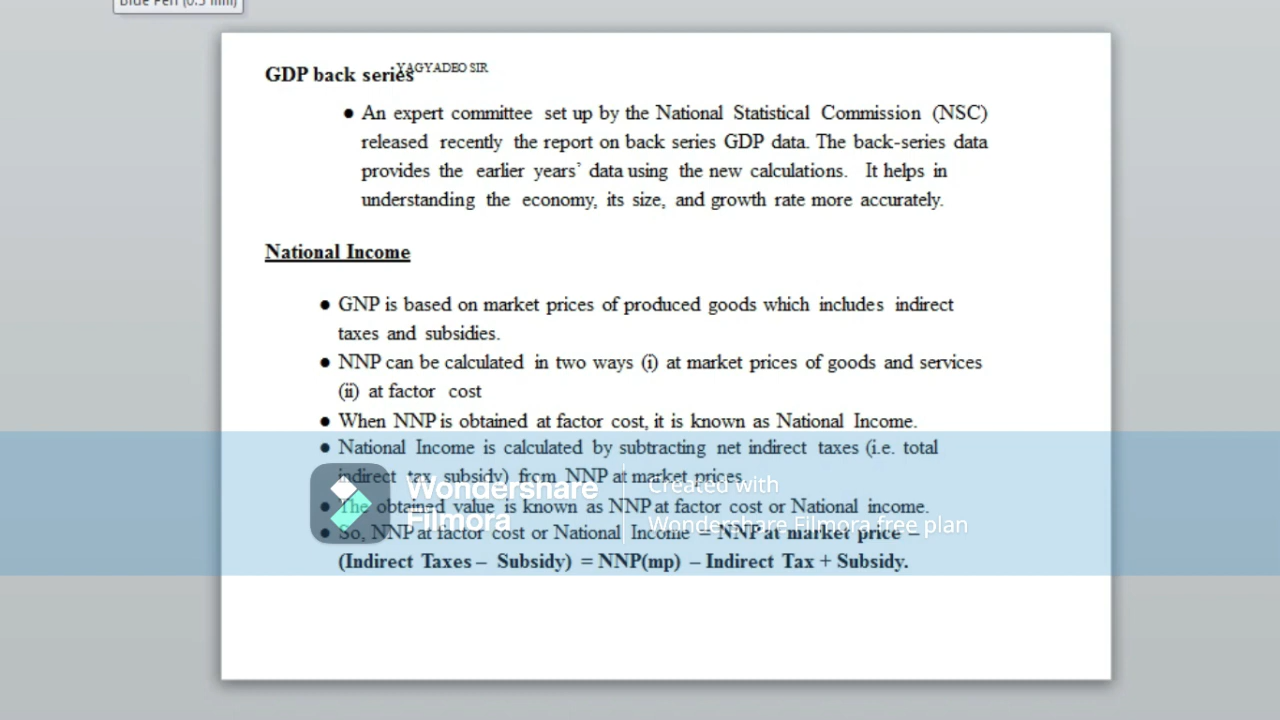 Blue Pen (0.5 mm)
YAGYADEO SIR
GDP back series
● An expert committee set up by the National Statistical Commission (NSC)
released recently the report on back series GDP data. The back-series data
provides the earlier years' data using the new calculations. It helps in
understanding the economy, its size, and growth rate more accurately.
National Income
● GNP is based on market prices of produced goods which includes indirect
taxes and subsidies.
● NNP can be calculated in two ways (i) at market prices of goods and services
(ii) at factor cost
● When NNP is obtained at factor cost, it is known as National Income.
● National Income is calculated by subtracting net indirect taxes (i.e. total
indirect tax subsidy) from NNP at market prices
● The obtained value is known as NNP at factor cost or National income.
● So, NNP at factor cost or National Income = NNP at market price –
(Indirect Taxes – Subsidy) = NNP(mp) – Indirect Tax + Subsidy.
Wondershare
Filmora
Created with
Wondershare Filmora free plan